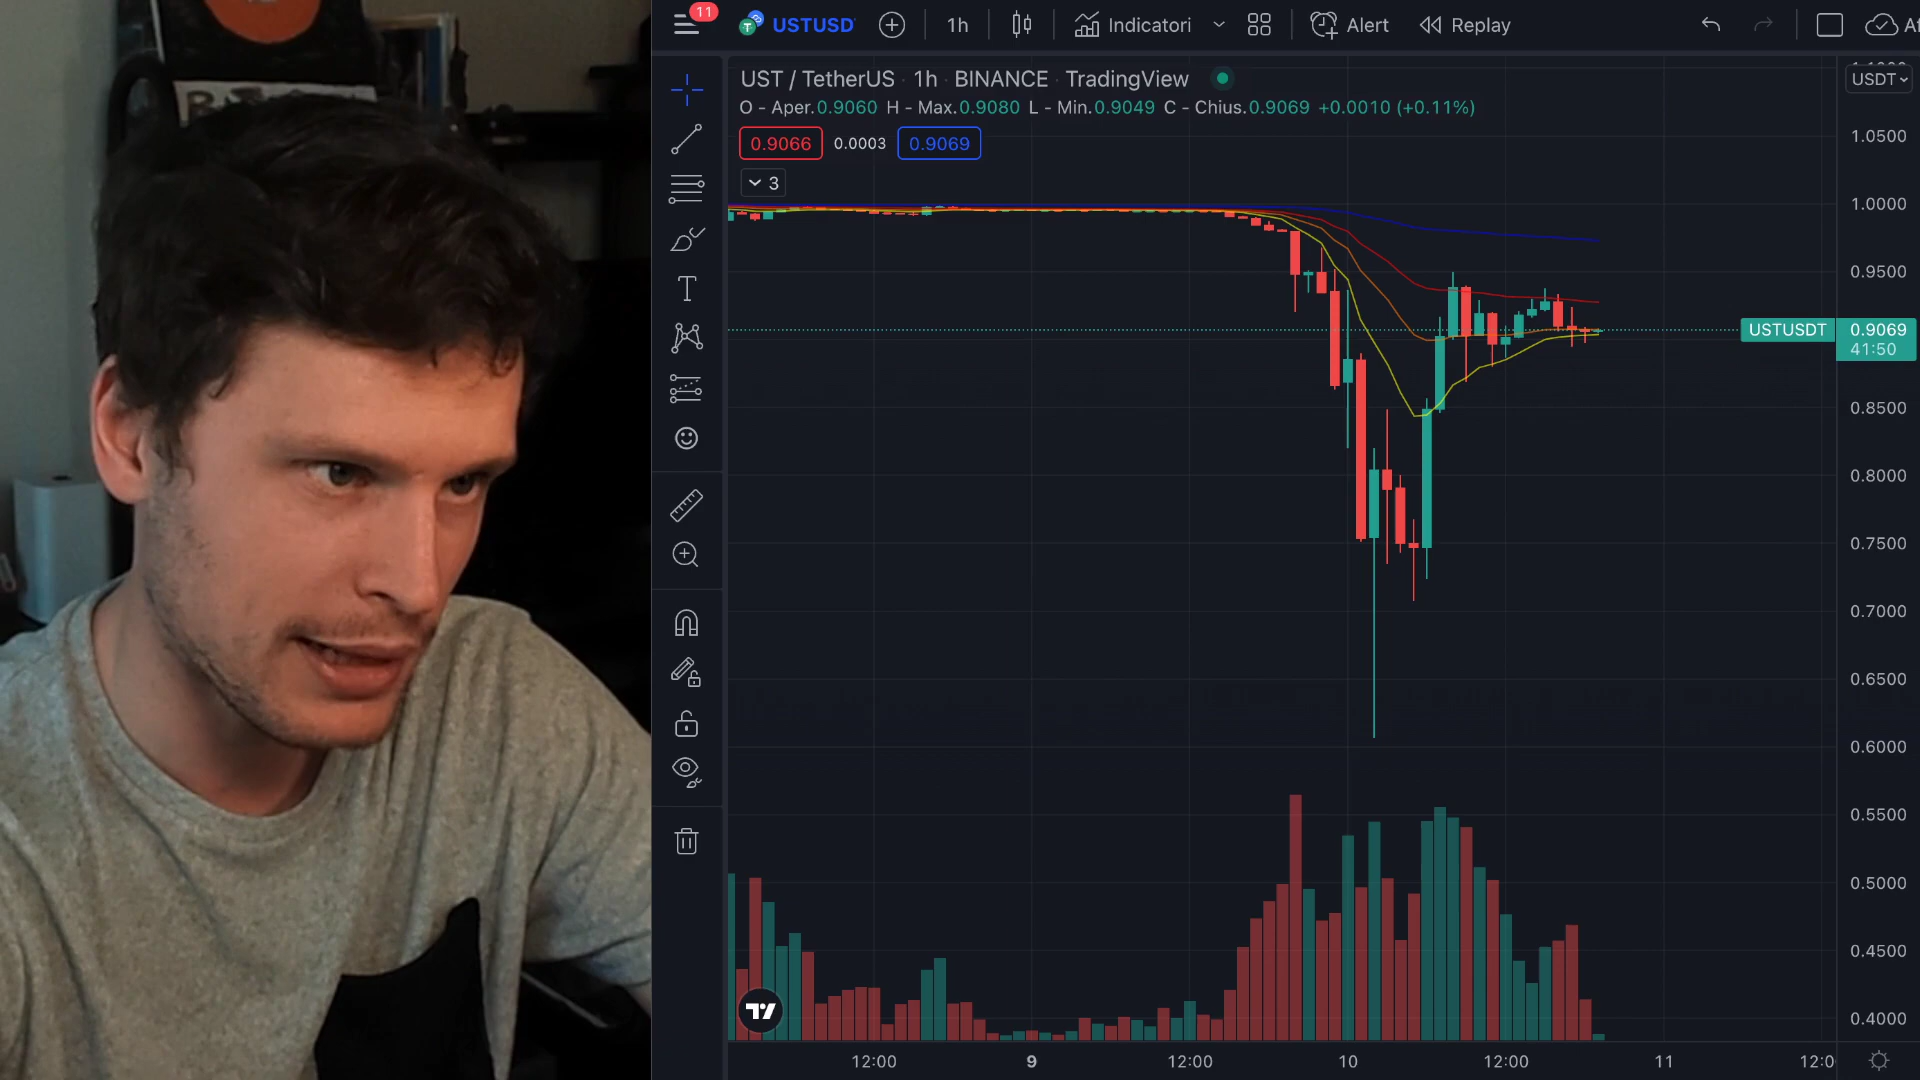 11
USTUSD
1h
Indicatori
Alert
Replay
UST / TetherUS · 1h · BINANCE · TradingView
O - Aper.0.9060 H - Max.0.9080 L - Min.0.9049 C - Chius.0.9069 +0.0010 (+0.11%)
0.9066 0.0003 0.9069
3
USDT
1.0500
1.0000
0.9500
USTUSDT 0.9069
41:50
0.8500
0.8000
0.7500
0.7000
0.6500
0.6000
0.5500
0.5000
0.4500
0.4000
12:00 9 12:00 10 12:00 11 12:0